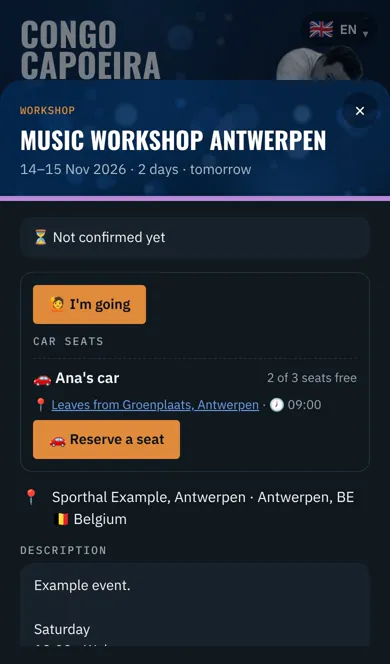 CONGO
CAPOEIRA
🇬🇧 EN ▼
WORKSHOP
✕
MUSIC WORKSHOP ANTWERPEN
14–15 Nov 2026 · 2 days · tomorrow
⏳ Not confirmed yet
🙋 I'm going
CAR SEATS
🚗 Ana's car 2 of 3 seats free
📍 Leaves from Groenplaats, Antwerpen · 🕖 09:00
🚗 Reserve a seat
📍 Sporthal Example, Antwerpen · Antwerpen, BE
🇧🇪 Belgium
DESCRIPTION
Example event.
Saturday